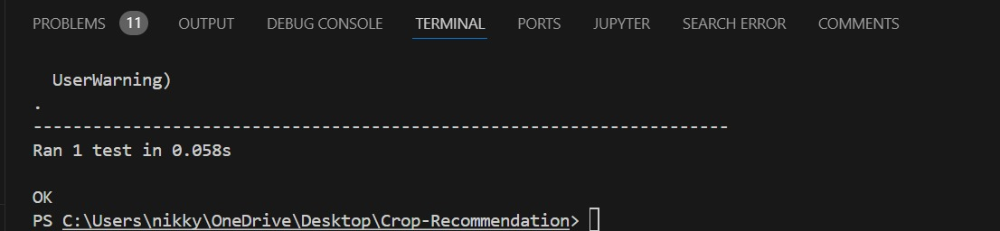 PROBLEMS 11 OUTPUT DEBUG CONSOLE TERMINAL PORTS JUPYTER SEARCH ERROR COMMENTS
UserWarning)
.
----------------------------------------------------------------------
Ran 1 test in 0.058s
OK
PS C:\Users\nikky\OneDrive\Desktop\Crop-Recommendation>